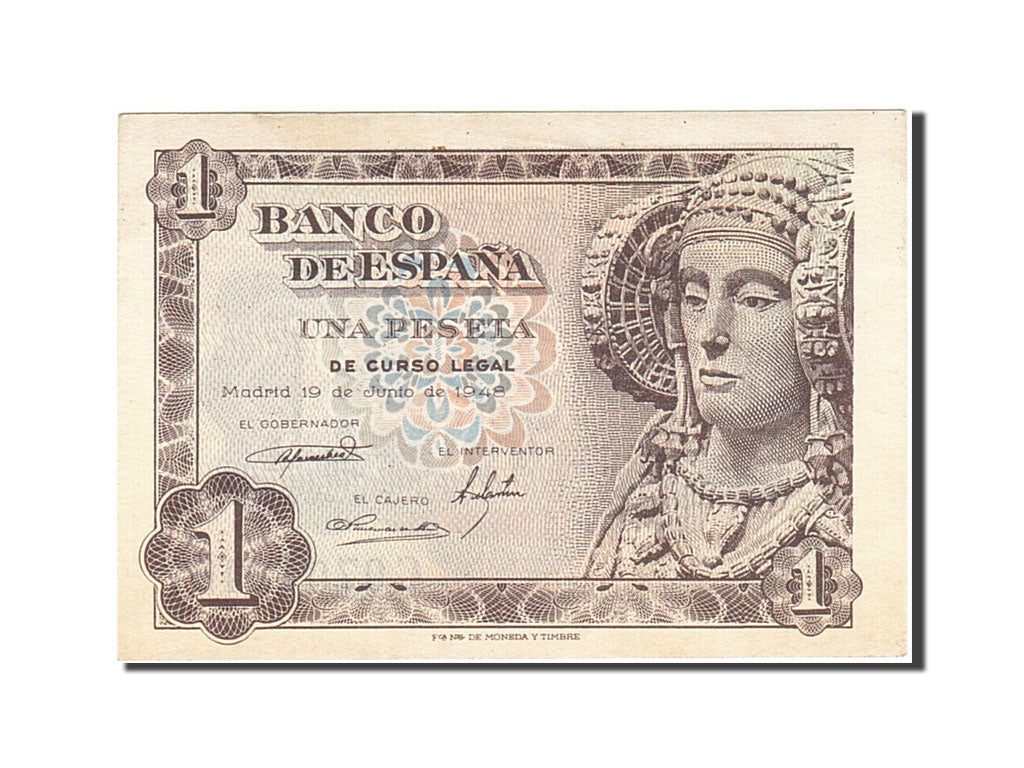 1
BANCO
DE ESPAÑA
UNA PESETA
DE CURSO LEGAL
Madrid 19 de Junio de 1948
EL GOBERNADOR
EL INTERVENTOR
EL CAJERO
1
1
Fca Nal DE MONEDA Y TIMBRE